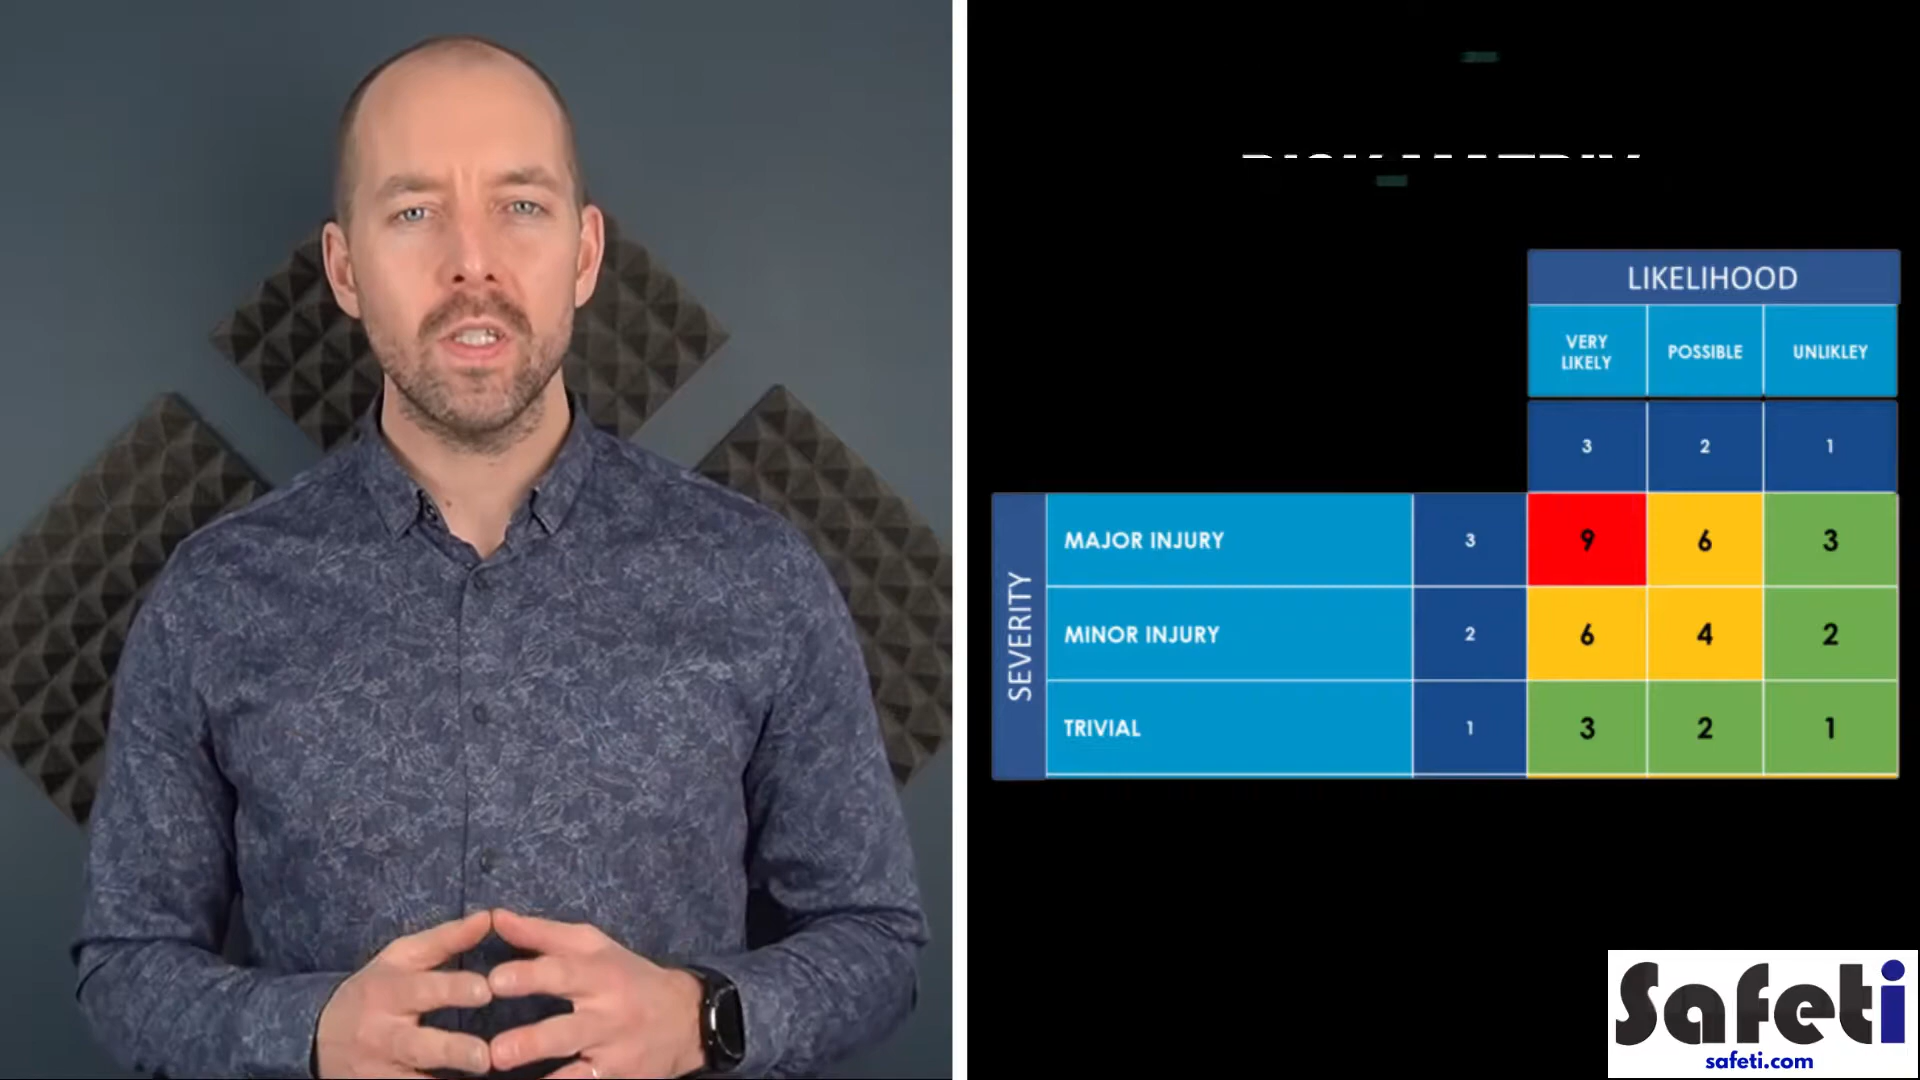 LIKELIHOOD
VERY LIKELY POSSIBLE UNLIKLEY
3 2 1
SEVERITY
MAJOR INJURY 3 9 6 3
MINOR INJURY 2 6 4 2
TRIVIAL 1 3 2 1
Safeti
safeti.com